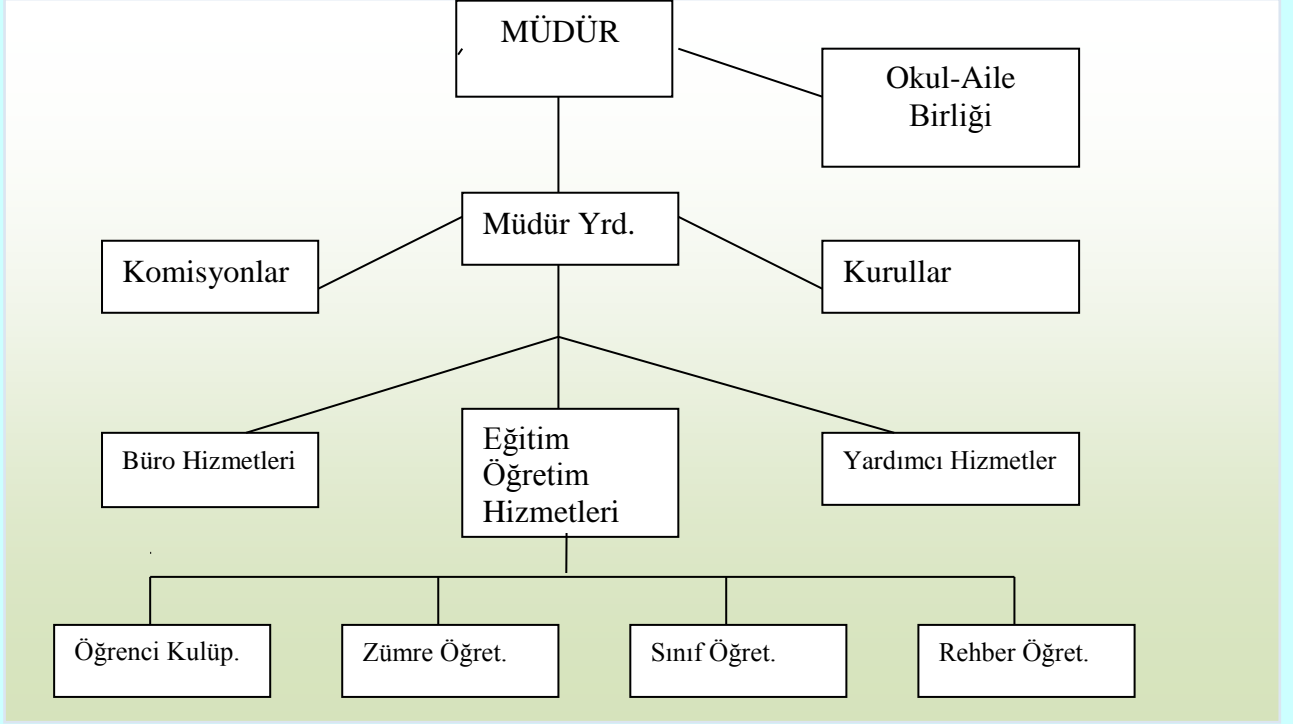 MÜDÜR
Okul-Aile
Birliği
Müdür Yrd.
Komisyonlar
Kurullar
Büro Hizmetleri
Eğitim
Öğretim
Hizmetleri
Yardımcı Hizmetler
Öğrenci Kulüp.
Zümre Öğret.
Sınıf Öğret.
Rehber Öğret.